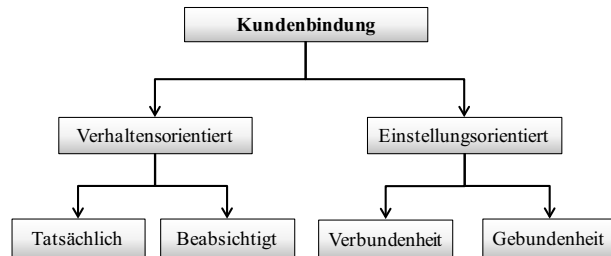 Kundenbindung
Verhaltensorientiert
Einstellungsorientiert
Tatsächlich
Beabsichtigt
Verbundenheit
Gebundenheit